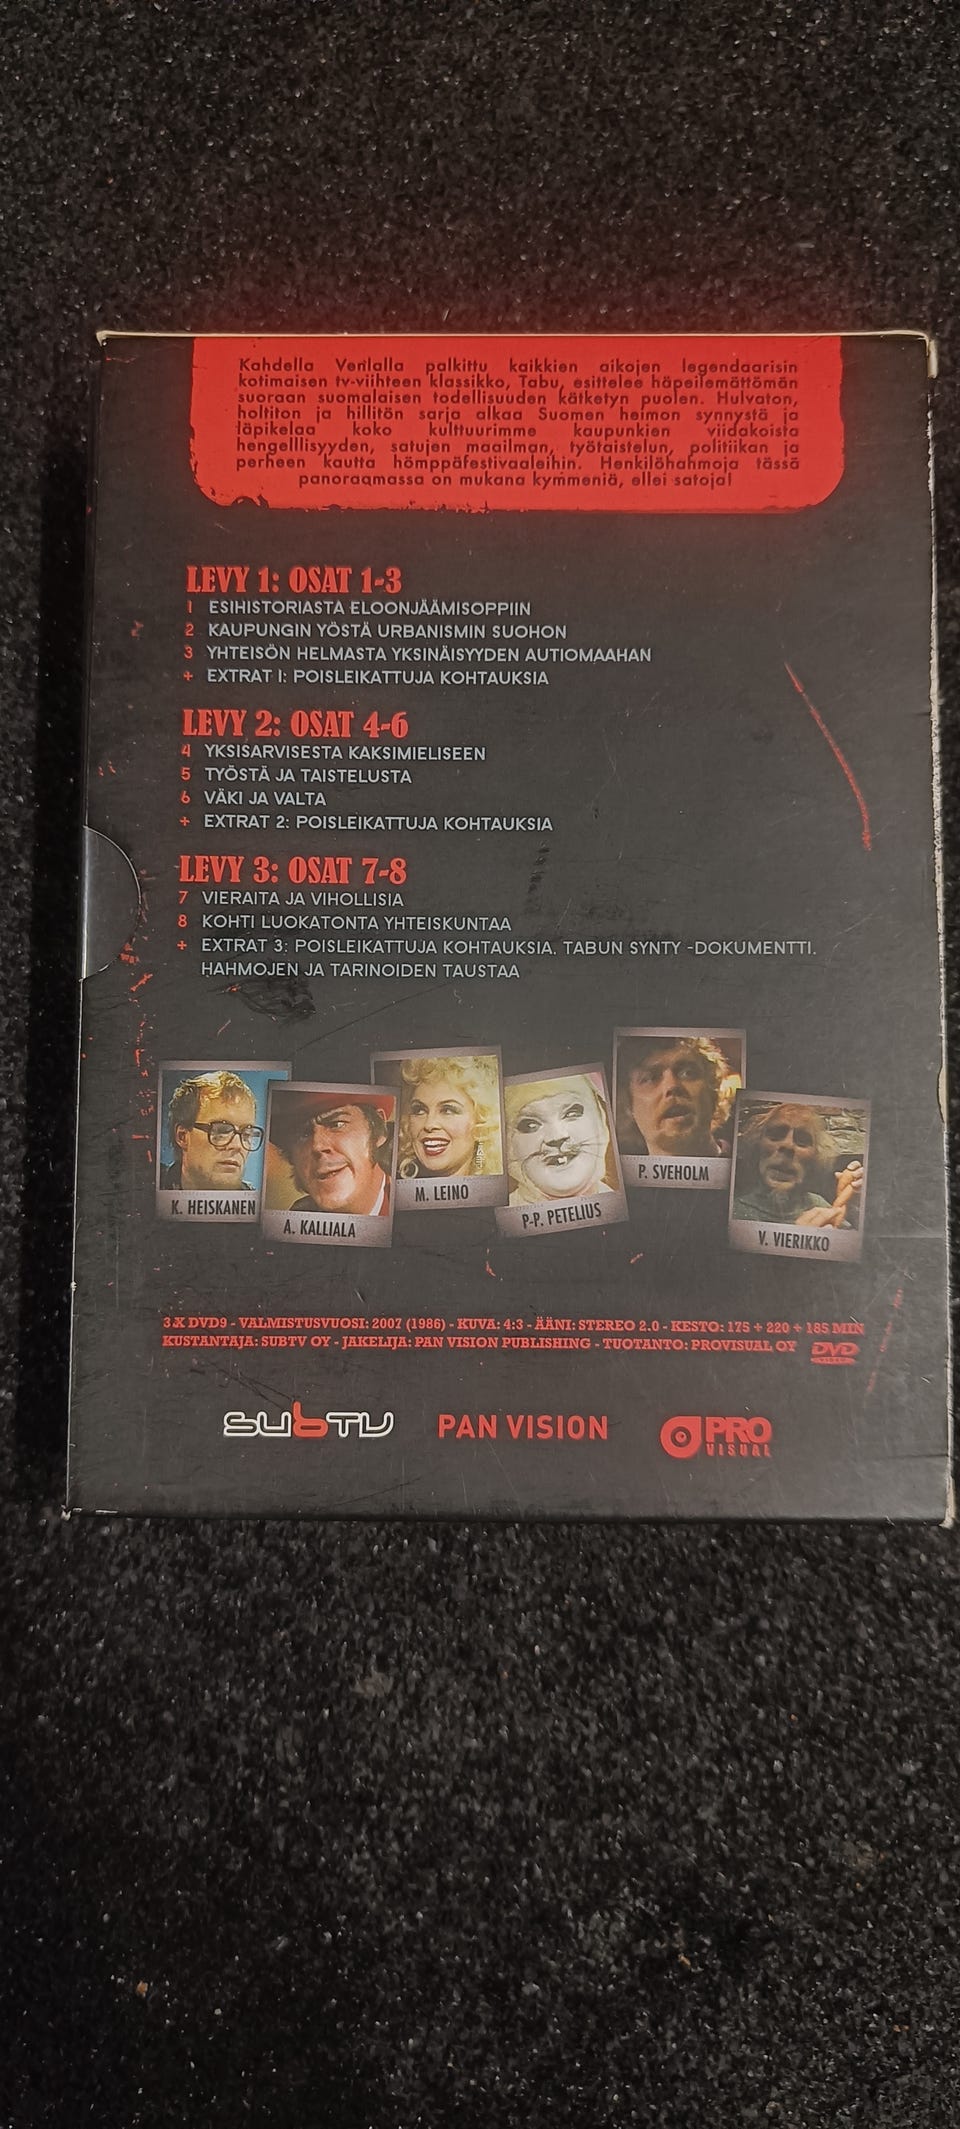 Kahdella Venlalla palkittu kaikkien aikojen legendaarisin
kotimaisen tv-viihteen klassikko, Tabu, esittelee häpeilemättömän
suoraan suomalaisen todellisuuden kätketyn puolen. Hulvaton,
holtiton ja hillitön sarja alkaa Suomen heimon synnystä ja
läpikelaa koko kulttuurimme kaupunkien viidakoista
hengelllisyyden, satujen maailman, työtaistelun, politiikan ja
perheen kautta hömppäfestivaaleihin. Henkilöhahmoja tässä
panoraamassa on mukana kymmeniä, ellei satoja!
LEVY 1: OSAT 1-3
1 ESIHISTORIASTA ELOONJÄÄMISOPPIIN
2 KAUPUNGIN YÖSTÄ URBANISMIN SUOHON
3 YHTEISÖN HELMASTA YKSINÄISYYDEN AUTIOMAAHAN
+ EXTRAT 1: POISLEIKATTUJA KOHTAUKSIA
LEVY 2: OSAT 4-6
4 YKSISARVISESTA KAKSIMIELISEEN
5 TYÖSTÄ JA TAISTELUSTA
6 VÄKI JA VALTA
+ EXTRAT 2: POISLEIKATTUJA KOHTAUKSIA
LEVY 3: OSAT 7-8
7 VIERAITA JA VIHOLLISIA
8 KOHTI LUOKATONTA YHTEISKUNTAA
+ EXTRAT 3: POISLEIKATTUJA KOHTAUKSIA. TABUN SYNTY -DOKUMENTTI.
HAHMOJEN JA TARINOIDEN TAUSTAA
K. HEISKANEN
A. KALLIALA
M. LEINO
P-P. PETELIUS
P. SVEHOLM
V. VIERIKKO
3 X DVD9 - VALMISTUSVUOSI: 2007 (1986) - KUVA: 4:3 - ÄÄNI: STEREO 2.0 - KESTO: 175 + 220 + 185 MIN
KUSTANTAJA: SUBTV OY - JAKELIJA: PAN VISION PUBLISHING - TUOTANTO: PROVISUAL OY DVD
VIDEO
SUBTV PAN VISION PRO
VISUAL